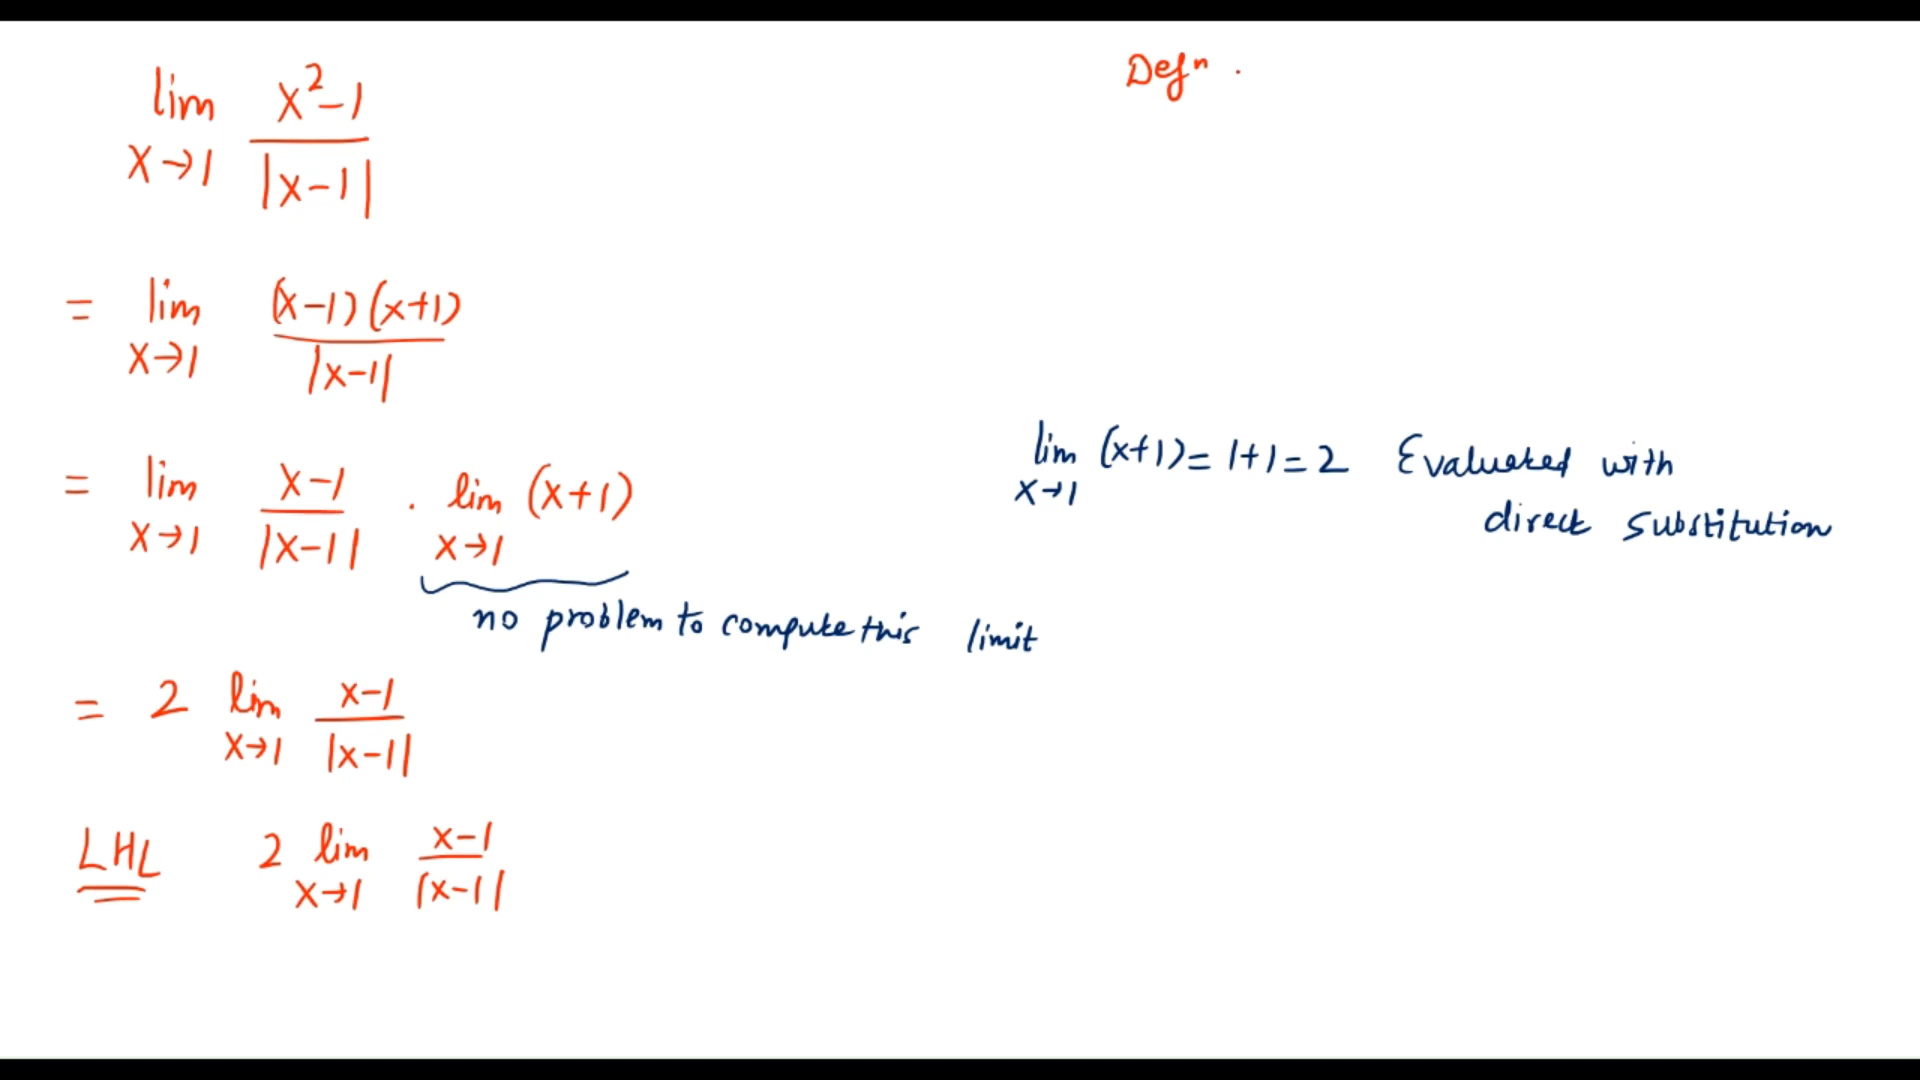 lim x→1 (x²-1)/|x-1|
Defⁿ .
= lim x→1 (x-1)(x+1)/|x-1|
= lim x→1 (x-1)/|x-1| . lim x→1 (x+1)
no problem to compute this limit
lim x→1 (x+1) = 1+1 = 2 Evaluated with
direct substitution
= 2 lim x→1 (x-1)/|x-1|
LHL 2 lim x→1 (x-1)/|x-1|